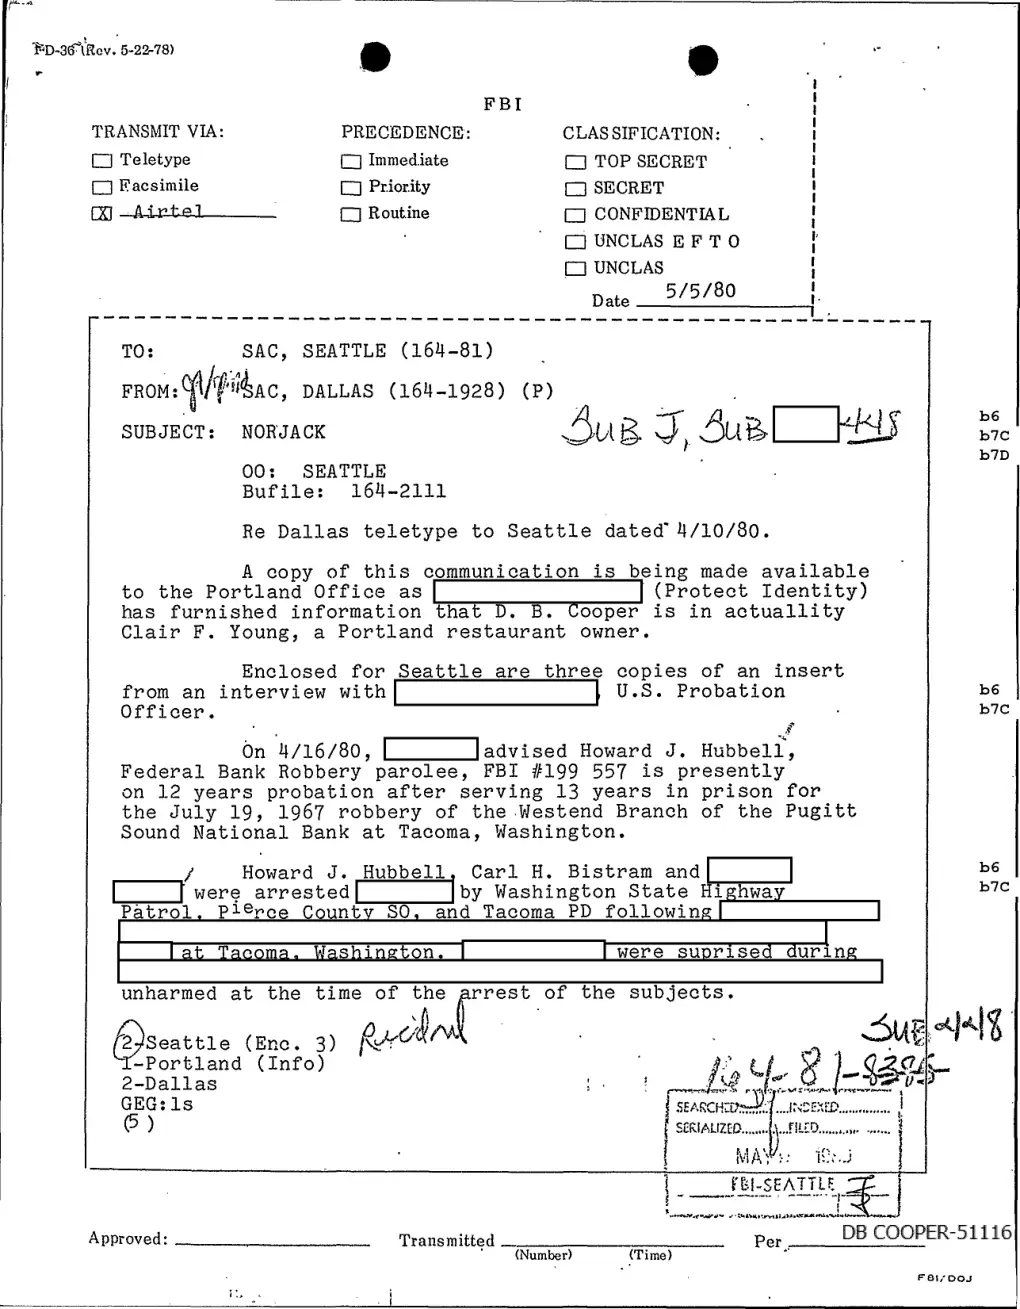 FD-36 (Rev. 5-22-78)
FBI
TRANSMIT VIA:
Teletype
Facsimile
X Airtel
PRECEDENCE:
Immediate
Priority
Routine
CLASSIFICATION:
TOP SECRET
SECRET
CONFIDENTIAL
UNCLAS E F T O
UNCLAS
Date 5/5/80
TO: SAC, SEATTLE (164-81)
FROM: SAC, DALLAS (164-1928) (P)
SUBJECT: NORJACK
SUB J, SUB 448
b6
b7C
b7D
OO: SEATTLE
Bufile: 164-2111
Re Dallas teletype to Seattle dated 4/10/80.
A copy of this communication is being made available
to the Portland Office as (Protect Identity)
has furnished information that D. B. Cooper is in actuallity
Clair F. Young, a Portland restaurant owner.
Enclosed for Seattle are three copies of an insert
from an interview with , U.S. Probation
Officer.
b6
b7C
On 4/16/80, advised Howard J. Hubbell,
Federal Bank Robbery parolee, FBI #199 557 is presently
on 12 years probation after serving 13 years in prison for
the July 19, 1967 robbery of the Westend Branch of the Pugitt
Sound National Bank at Tacoma, Washington.
Howard J. Hubbell, Carl H. Bistram and
were arrested by Washington State Highway
Patrol, Pierce County SO, and Tacoma PD following
at Tacoma, Washington. were suprised during
unharmed at the time of the arrest of the subjects.
b6
b7C
2-Seattle (Enc. 3)
1-Portland (Info)
2-Dallas
GEG:ls
(5)
SUB 448
164-81-
SEARCHED INDEXED
SERIALIZED FILED
MAY
FBI-SEATTLE
Approved: Transmitted Per
(Number) (Time)
DB COOPER-51116
FBI/DOJ